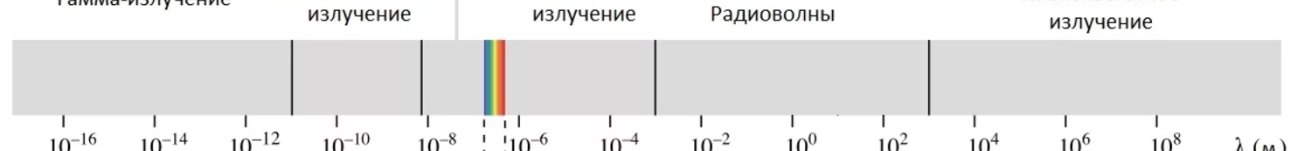 Гамма-излучение
излучение
излучение
Радиоволны
излучение
10⁻¹⁶ 10⁻¹⁴ 10⁻¹² 10⁻¹⁰ 10⁻⁸ 10⁻⁶ 10⁻⁴ 10⁻² 10⁰ 10² 10⁴ 10⁶ 10⁸ λ (м)